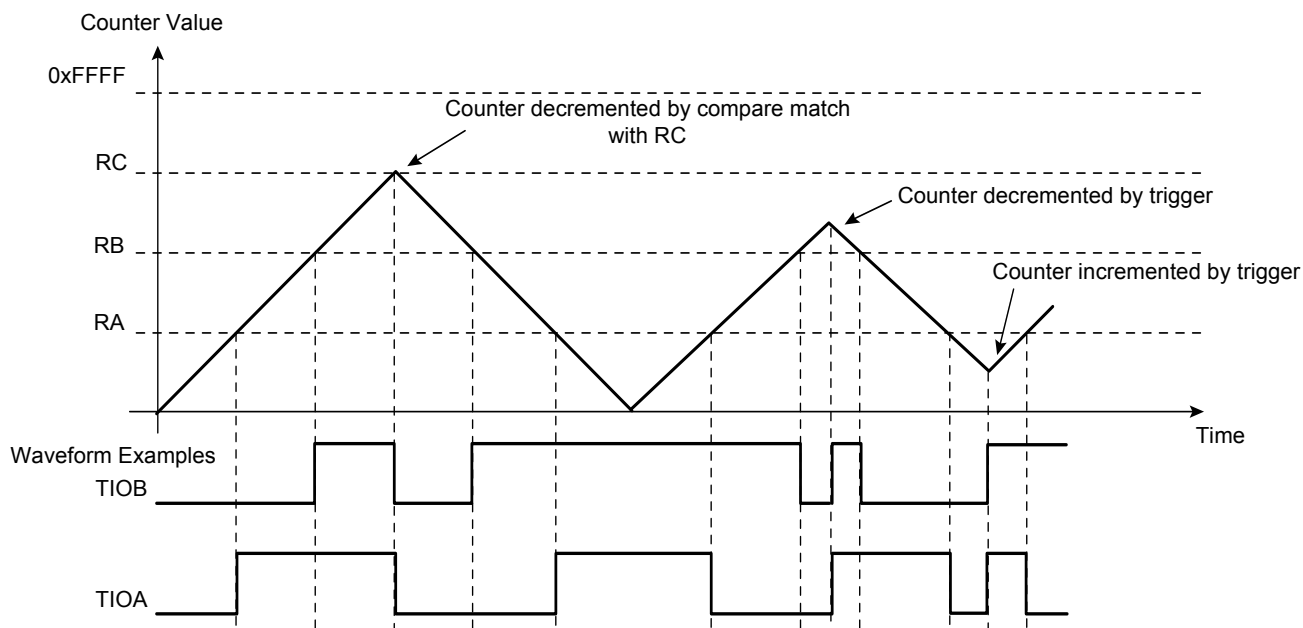 Counter Value
0xFFFF
Counter decremented by compare match
with RC
RC
Counter decremented by trigger
RB
Counter incremented by trigger
RA
Time
Waveform Examples
TIOB
TIOA